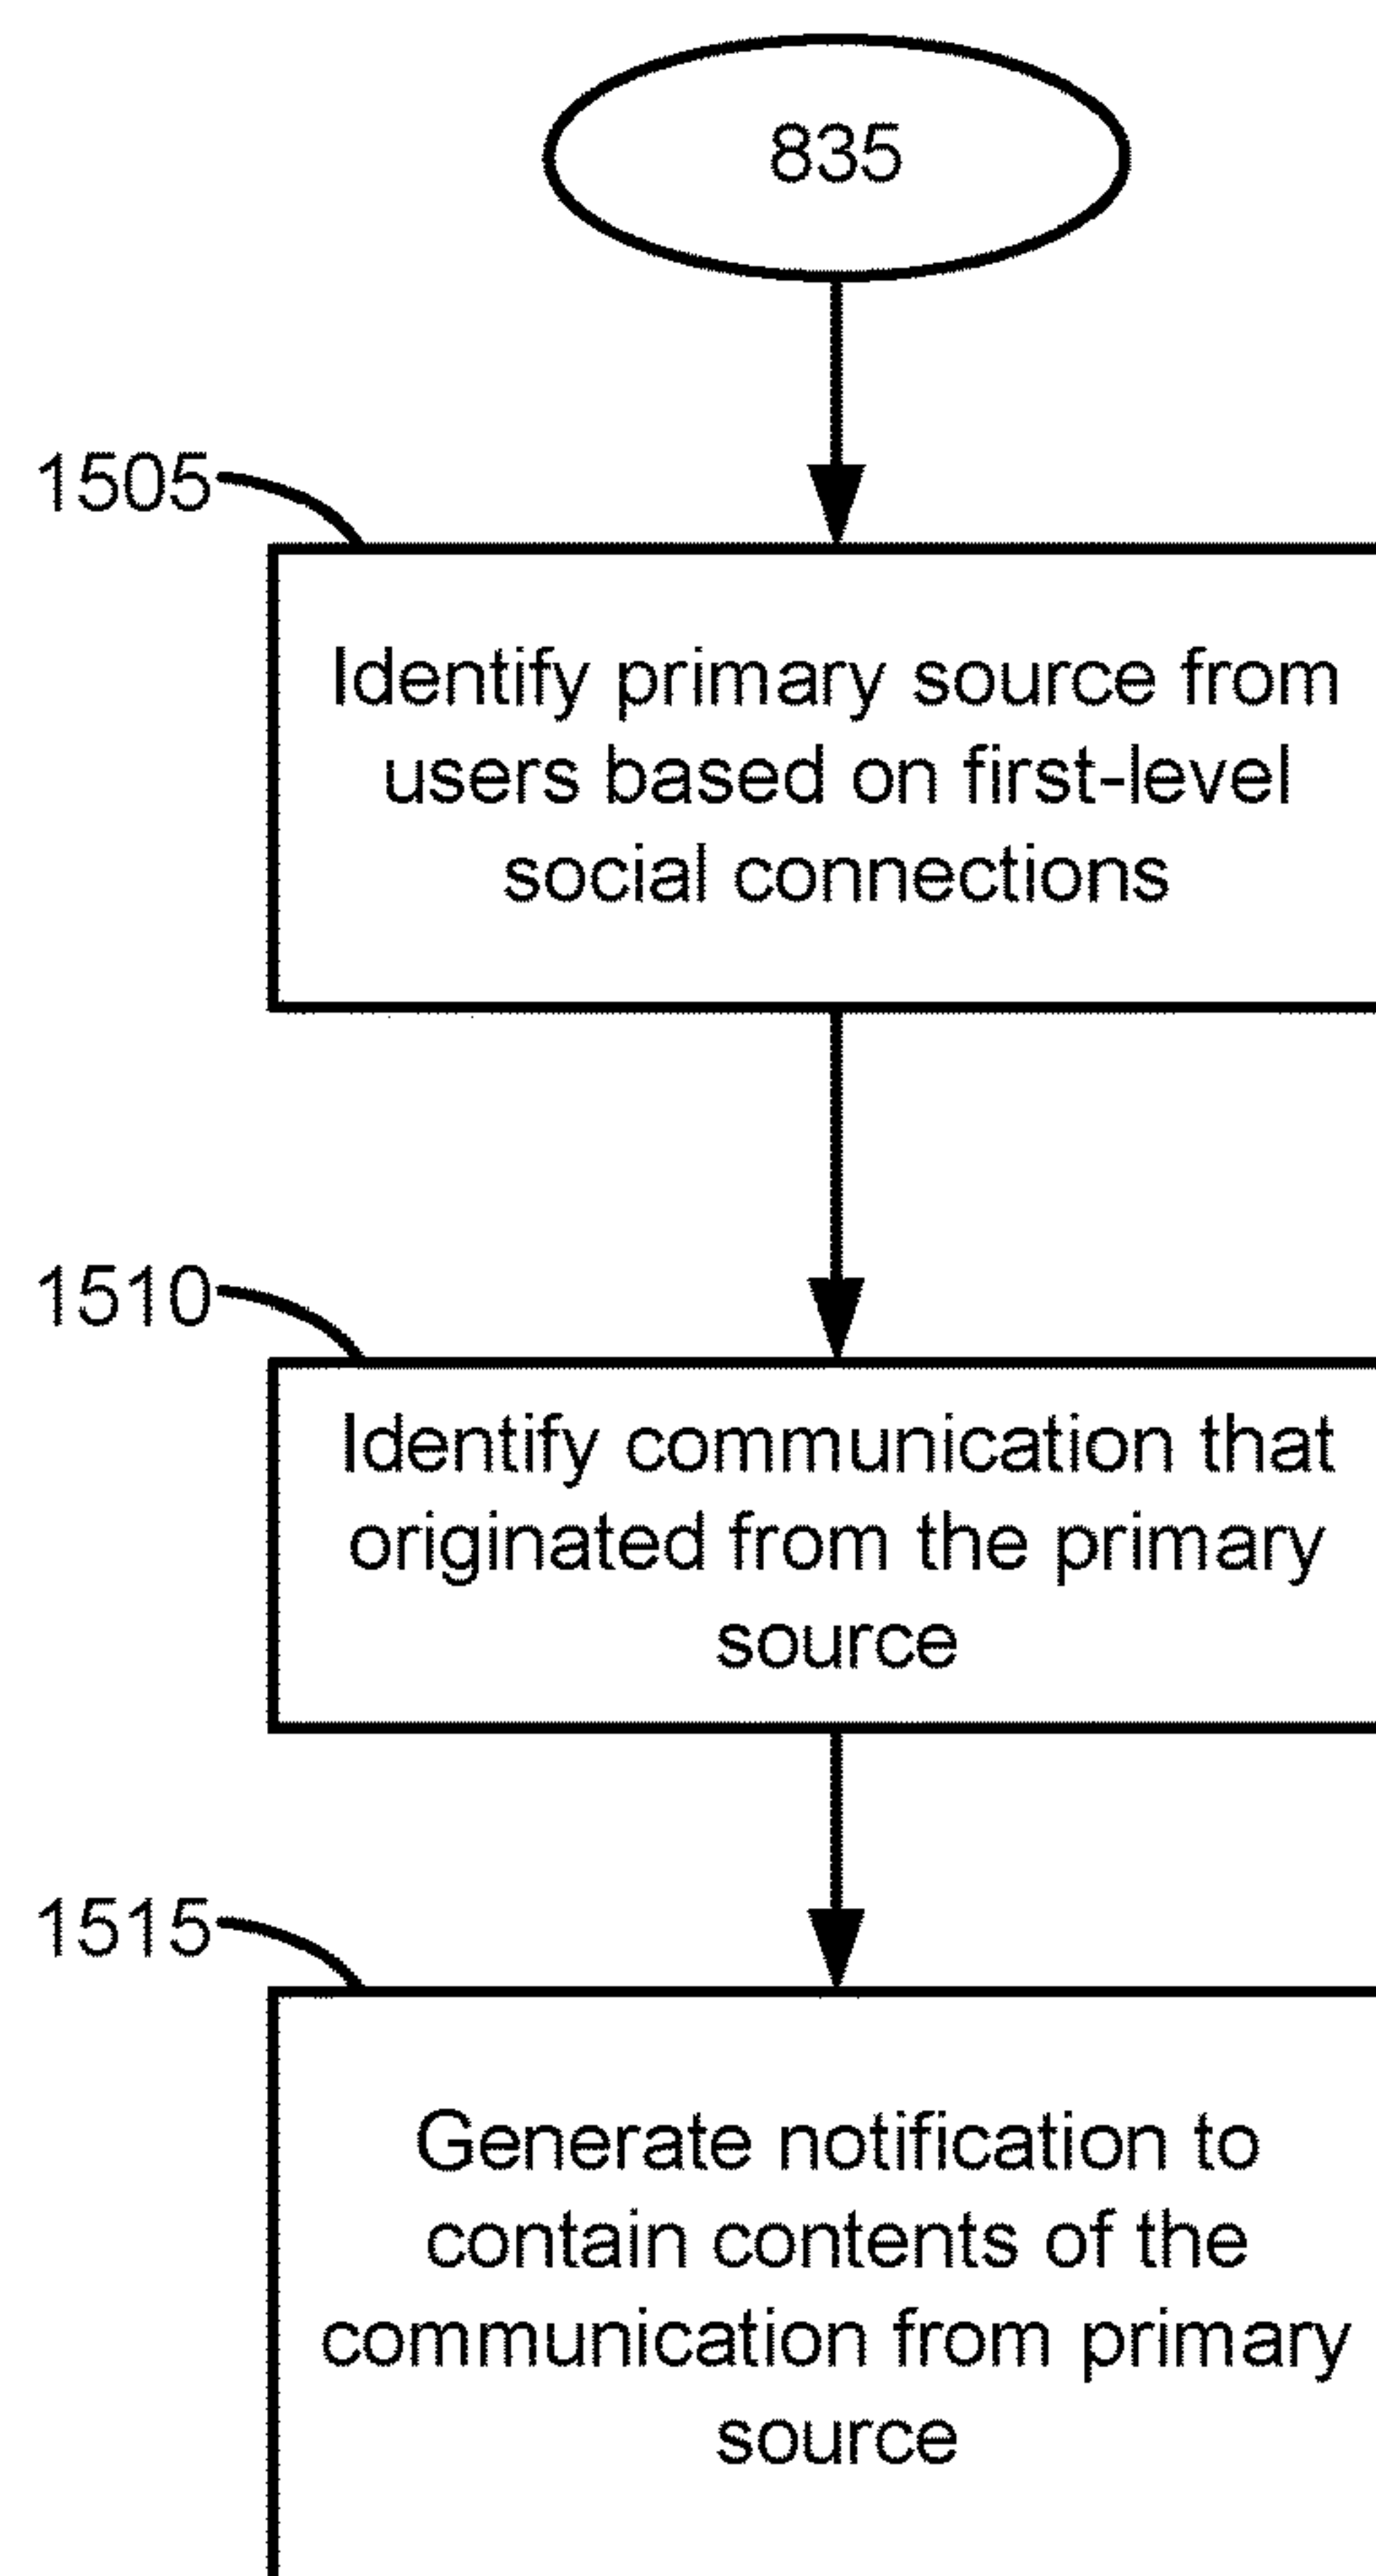 835
1505
Identify primary source from
users based on first-level
social connections
1510
Identify communication that
originated from the primary
source
1515
Generate notification to
contain contents of the
communication from primary
source